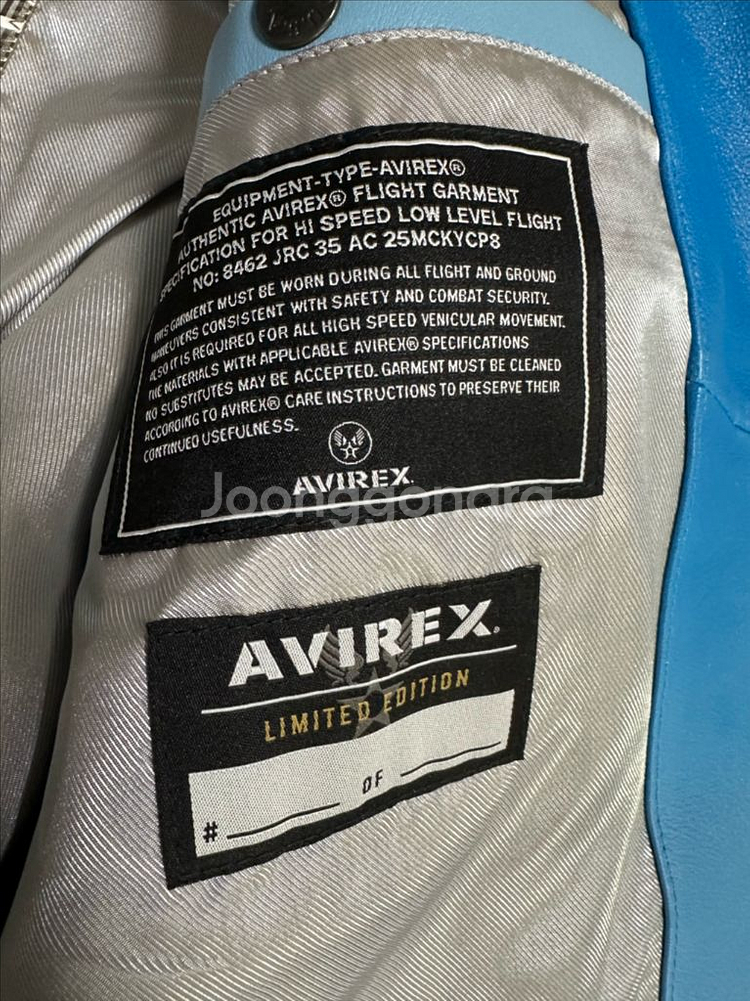 EQUIPMENT-TYPE-AVIREX®
AUTHENTIC AVIREX® FLIGHT GARMENT
SPECIFICATION FOR HI SPEED LOW LEVEL FLIGHT
NO: 8462 JRC 35 AC 25MCKYCP8
THIS GARMENT MUST BE WORN DURING ALL FLIGHT AND GROUND
MANEUVERS CONSISTENT WITH SAFETY AND COMBAT SECURITY.
ALSO IT IS REQUIRED FOR ALL HIGH SPEED VENICULAR MOVEMENT.
THE MATERIALS WITH APPLICABLE AVIREX® SPECIFICATIONS
NO SUBSTITUTES MAY BE ACCEPTED. GARMENT MUST BE CLEANED
ACCORDING TO AVIREX® CARE INSTRUCTIONS TO PRESERVE THEIR
CONTINUED USEFULNESS.
AVIREX
Joonggonara
AVIREX.
LIMITED EDITION
# ______ OF ______